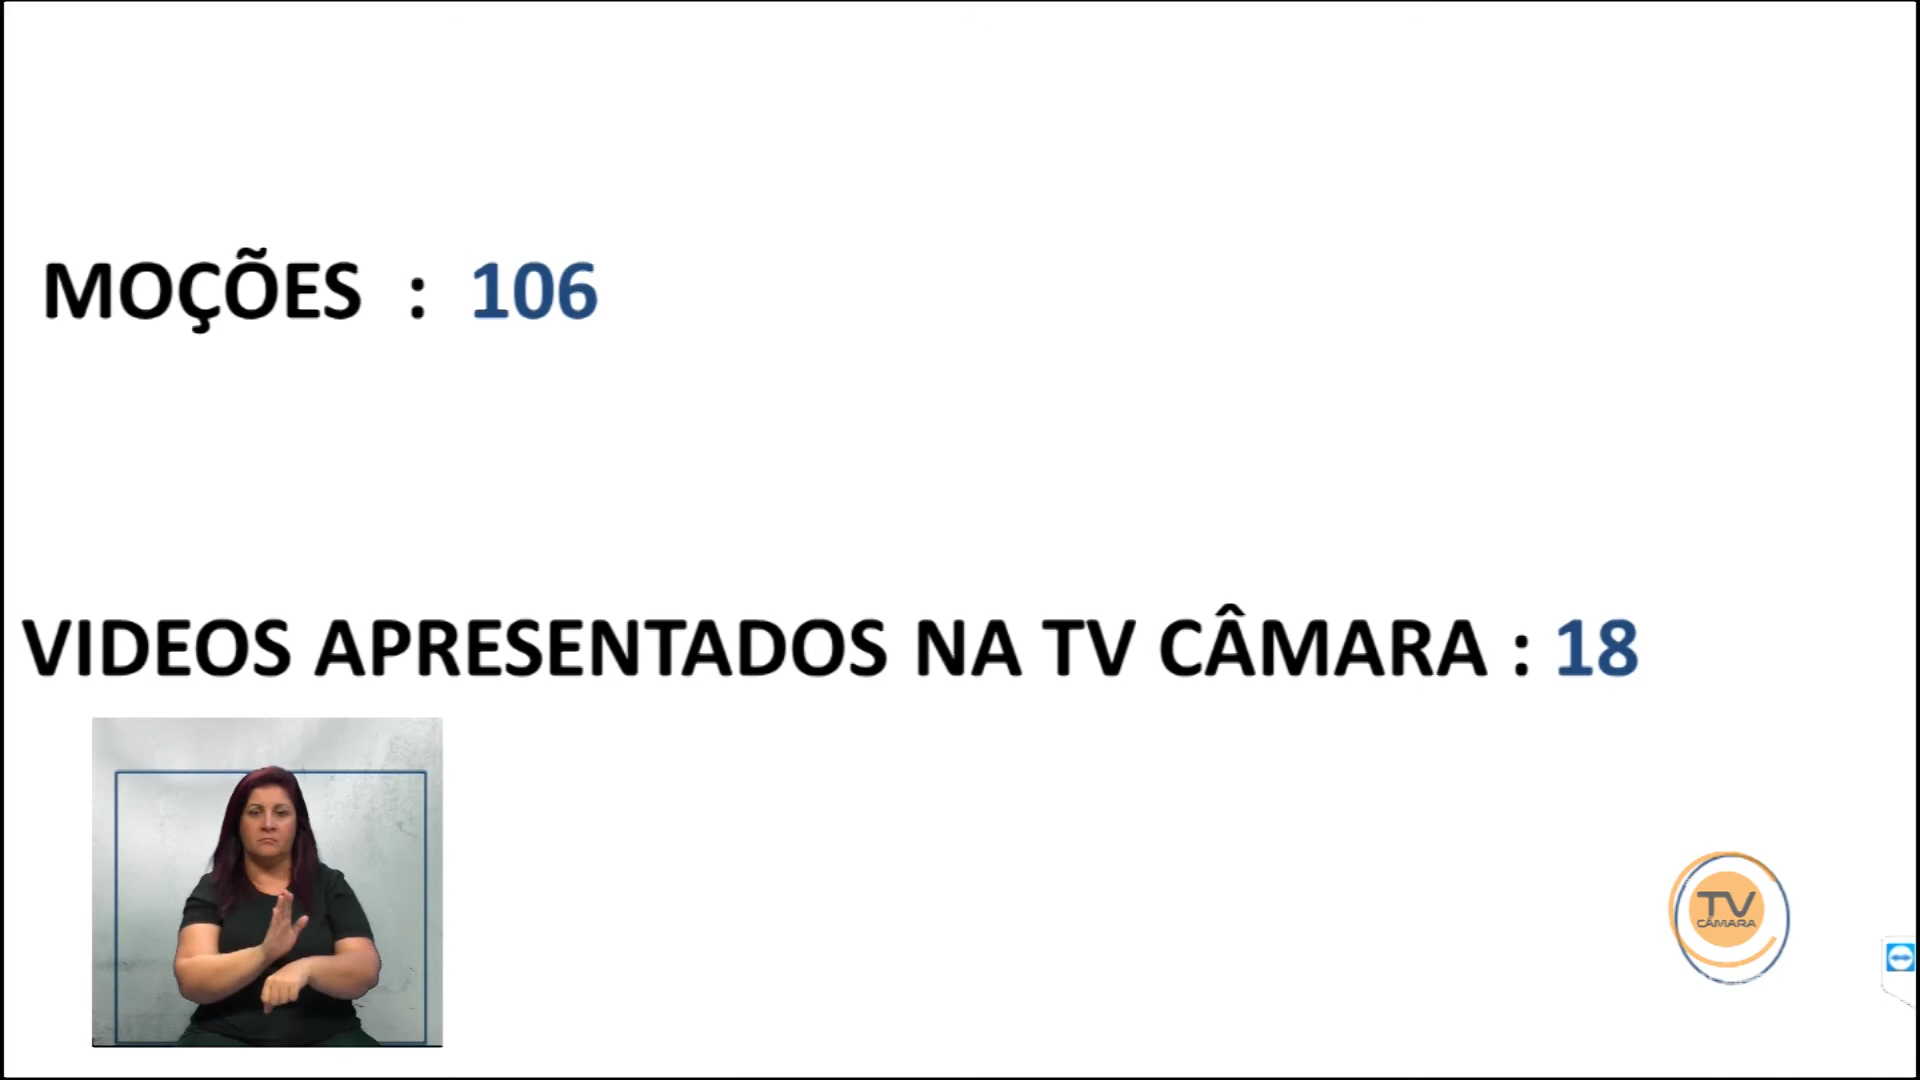 MOÇÕES : 106
VIDEOS APRESENTADOS NA TV CÂMARA : 18
TV
CÂMARA